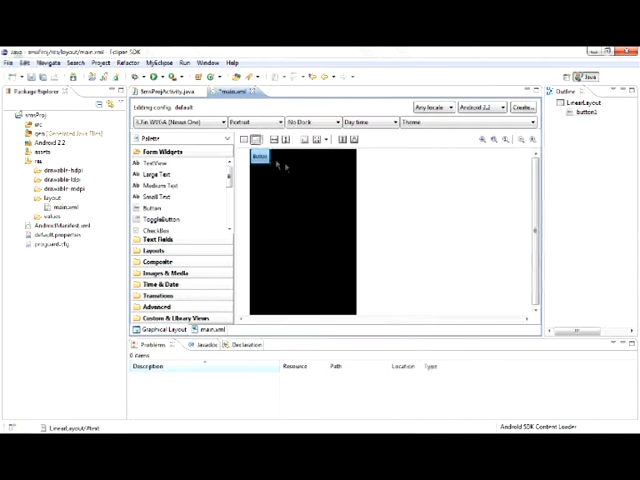 Java - smsProj/res/layout/main.xml - Eclipse SDK
File Edit Navigate Search Project Refactor MyEclipse Run Window Help
Java
Package Explorer
SmsProjActivity.java
*main.xml
Outline
Editing config: default
Any locale
Android 2.2
Create...
3.7in WVGA (Nexus One)
Portrait
No Dock
Day time
Theme
smsProj
src
gen [Generated Java Files]
Android 2.2
assets
res
drawable-hdpi
drawable-ldpi
drawable-mdpi
layout
main.xml
values
AndroidManifest.xml
default.properties
proguard.cfg
Palette
Form Widgets
TextView
Large Text
Medium Text
Small Text
Button
ToggleButton
CheckBox
Text Fields
Layouts
Composite
Images & Media
Time & Date
Transitions
Advanced
Custom & Library Views
Button
LinearLayout
button1
Graphical Layout
main.xml
Problems
Javadoc
Declaration
0 items
Description
Resource
Path
Location
Type
LinearLayout/#text
Android SDK Content Loader